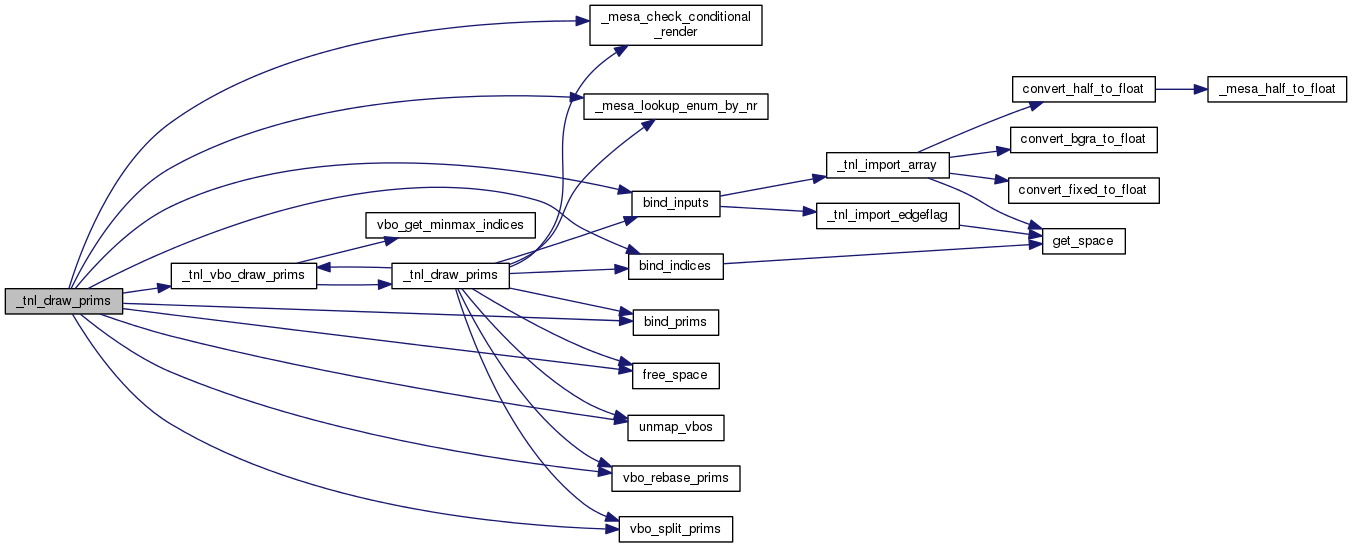 _mesa_check_conditional
_render
_mesa_lookup_enum_by_nr
convert_half_to_float
_mesa_half_to_float
convert_bgra_to_float
_tnl_import_array
convert_fixed_to_float
bind_inputs
_tnl_import_edgeflag
vbo_get_minmax_indices
get_space
bind_indices
_tnl_vbo_draw_prims
_tnl_draw_prims
_tnl_draw_prims
bind_prims
free_space
unmap_vbos
vbo_rebase_prims
vbo_split_prims